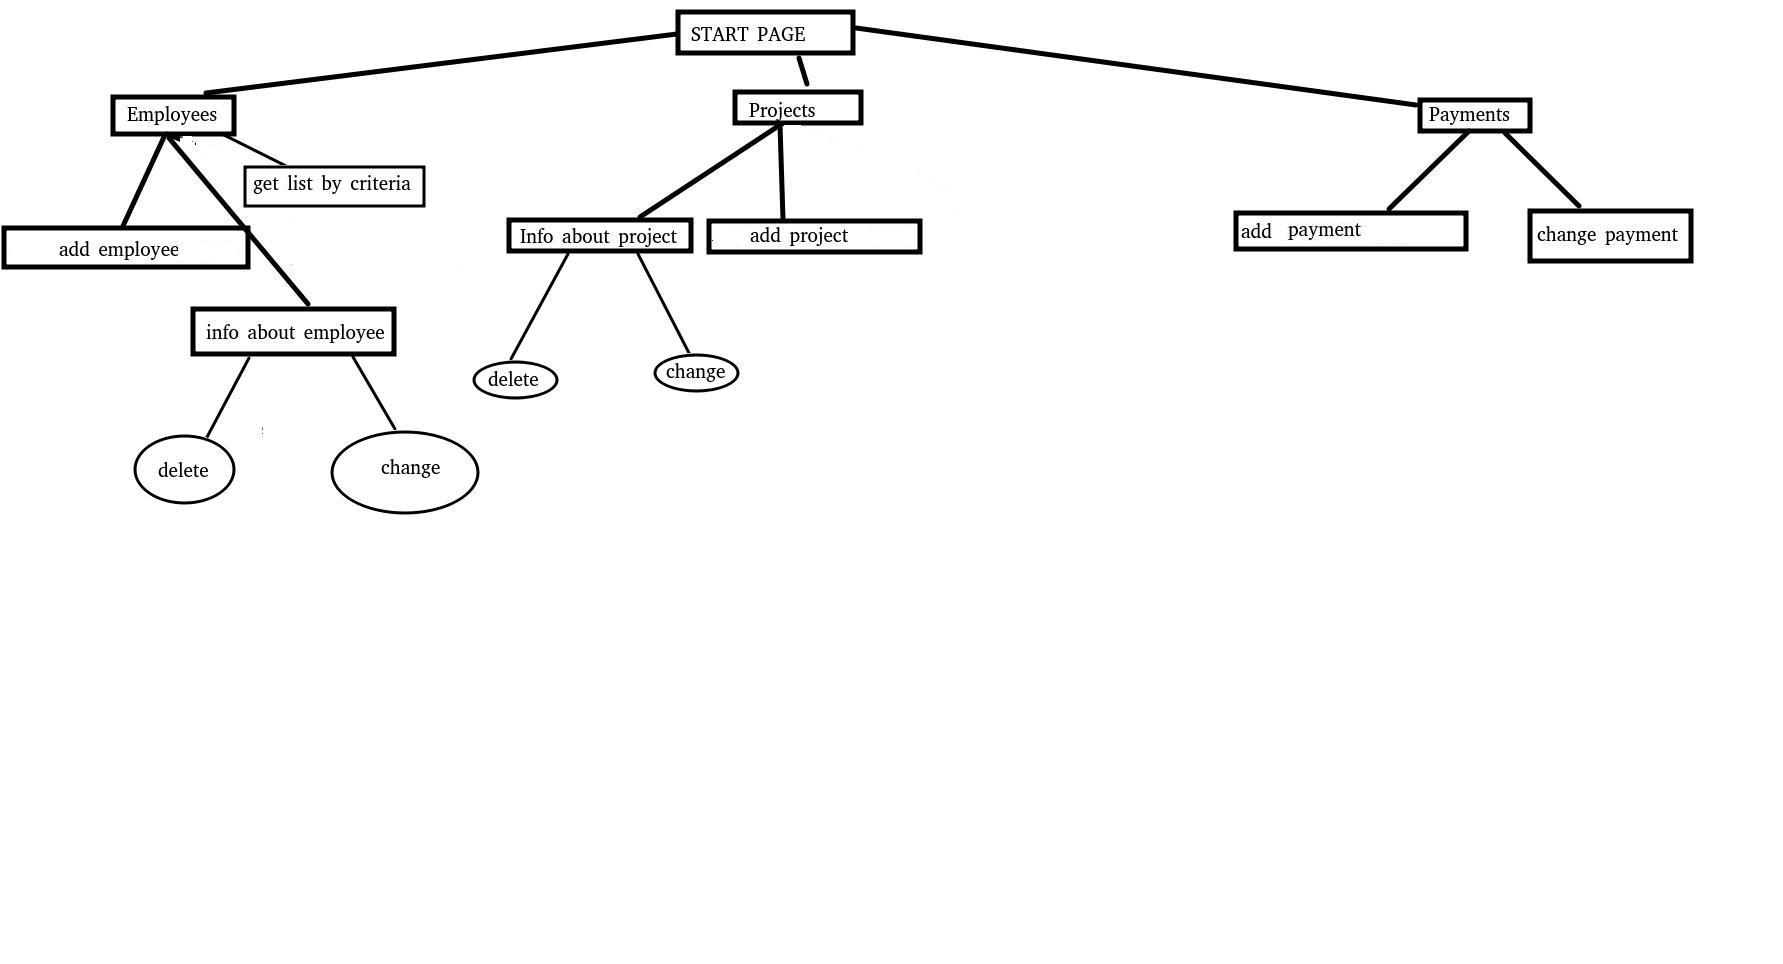 START PAGE
Employees
Projects
Payments
get list by criteria
add employee
Info about project
add project
add payment
change payment
info about employee
delete
change
delete
change